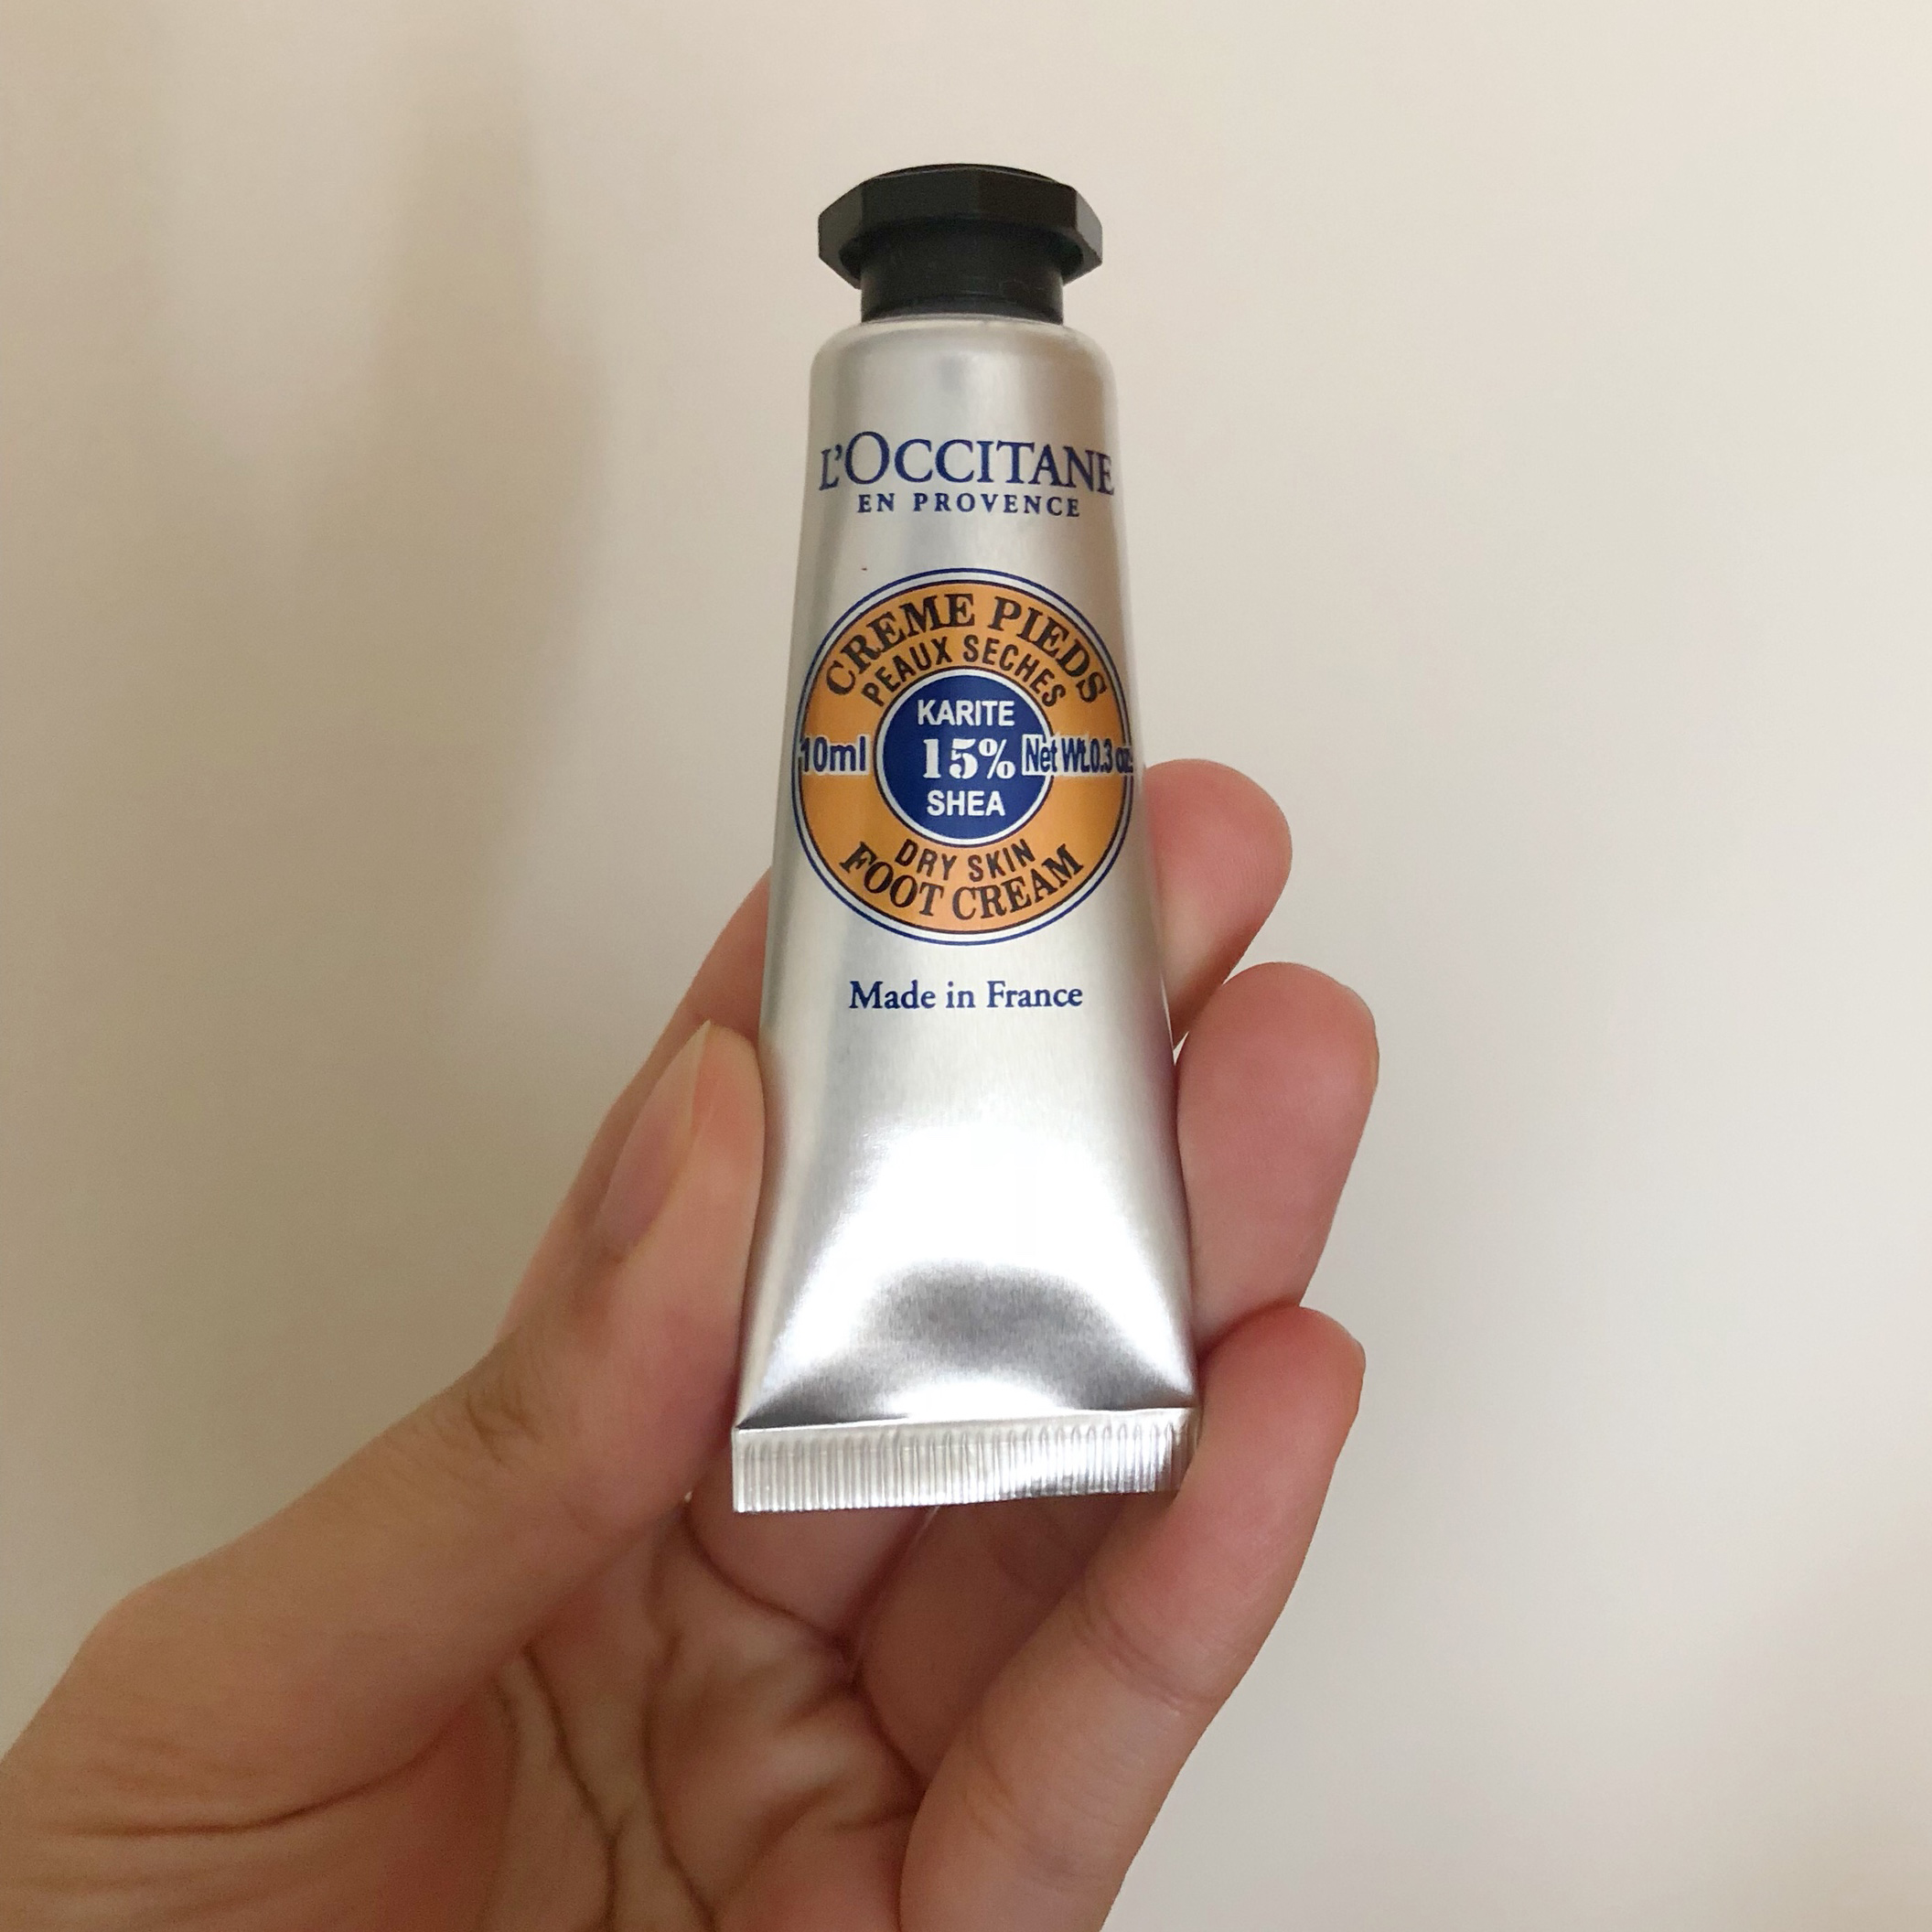 L'OCCITANE
EN PROVENCE
CREME PIEDS
PEAUX SECHES
KARITE
10ml 15% Net Wt.0.3 oz.
SHEA
DRY SKIN
FOOT CREAM
Made in France